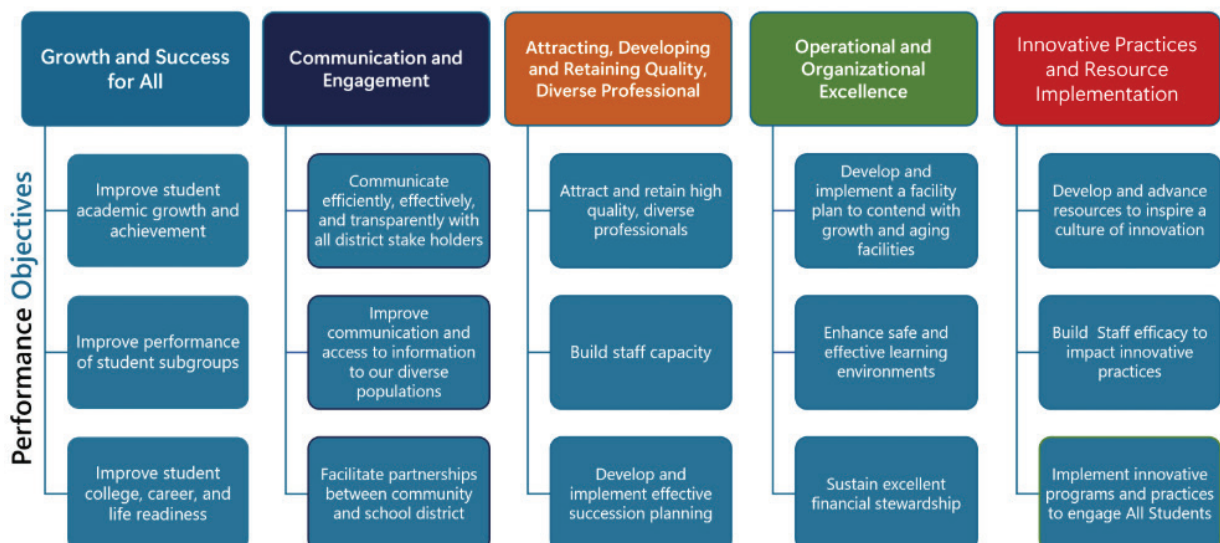 Growth and Success
for All
Communication and
Engagement
Attracting, Developing
and Retaining Quality,
Diverse Professional
Operational and
Organizational
Excellence
Innovative Practices
and Resource
Implementation
Performance Objectives
Improve student
academic growth and
achievement
Communicate
efficiently, effectively,
and transparently with
all district stake holders
Attract and retain high
quality, diverse
professionals
Develop and
implement a facility
plan to contend with
growth and aging
facilities
Develop and advance
resources to inspire a
culture of innovation
Improve performance
of student subgroups
Improve
communication and
access to information
to our diverse
populations
Build staff capacity
Enhance safe and
effective learning
environments
Build Staff efficacy to
impact innovative
practices
Improve student
college, career, and
life readiness
Facilitate partnerships
between community
and school district
Develop and
implement effective
succession planning
Sustain excellent
financial stewardship
Implement innovative
programs and practices
to engage All Students